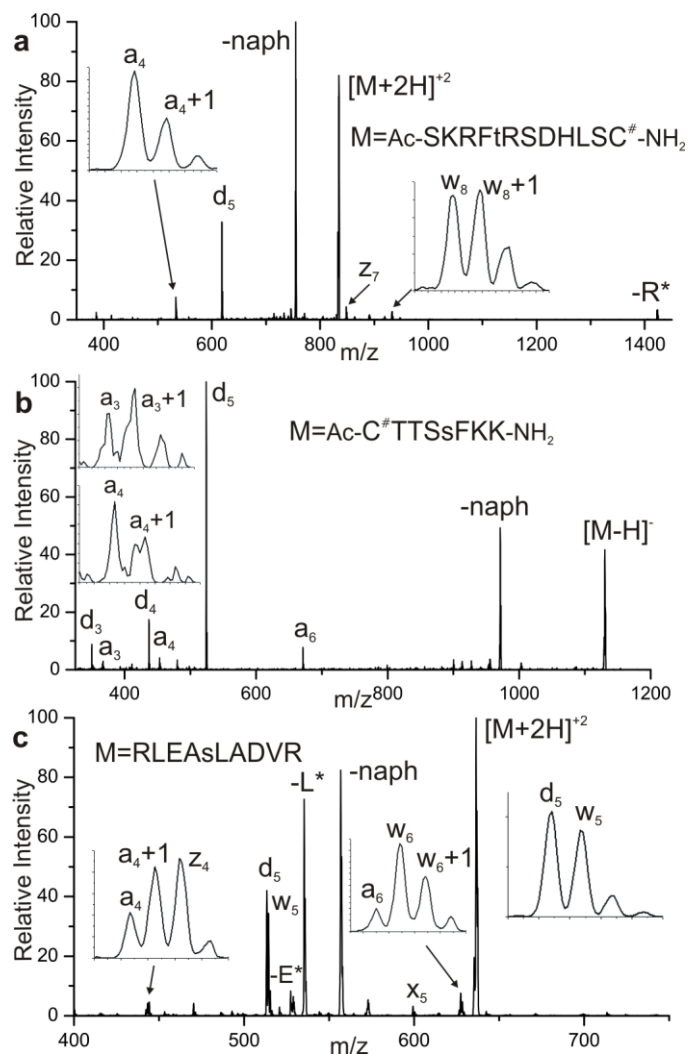 a
100
80
60
40
20
0
Relative Intensity
a₄
a₄+1
d₅
-naph
[M+2H]⁺²
M=Ac-SKRFtRSDHLSC#-NH₂
w₈
w₈+1
z₇
-R*
400 600 800 1000 1200 1400
m/z
b
100
80
60
40
20
0
Relative Intensity
a₃
a₃+1
a₄
a₄+1
d₅
M=Ac-C#TTSsFKK-NH₂
-naph
[M-H]⁻
d₃
a₃
d₄
a₄
a₆
400 600 800 1000 1200
m/z
c
100
80
60
40
20
0
Relative Intensity
M=RLEAsLADVR
[M+2H]⁺²
-L*
-naph
a₄
a₄+1
z₄
d₅
w₅
-E*
a₆
w₆
w₆+1
x₅
d₅
w₅
400 500 600 700
m/z